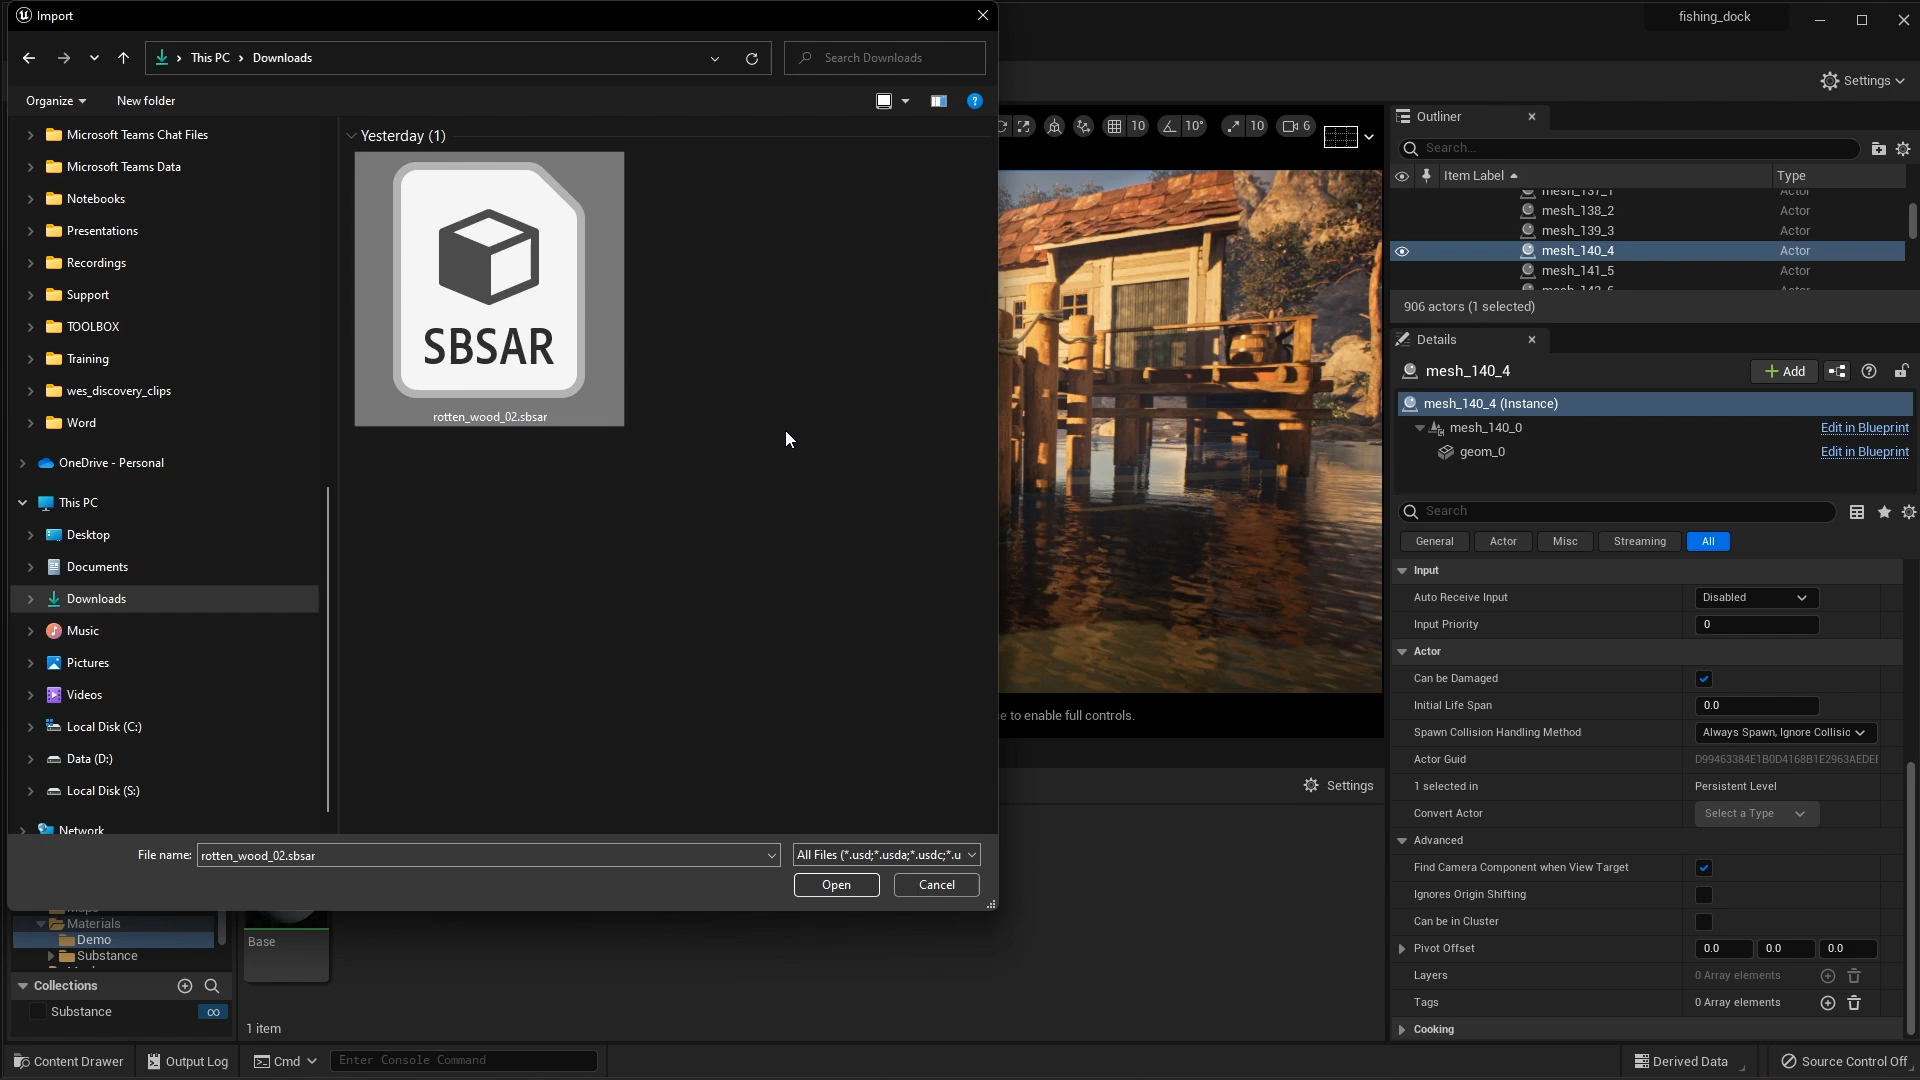 Import
fishing_dock
This PC
Downloads
Search Downloads
Settings
Organize
New folder
Yesterday (1)
SBSAR
rotten_wood_02.sbsar
Microsoft Teams Chat Files
Microsoft Teams Data
Notebooks
Presentations
Recordings
Support
TOOLBOX
Training
wes_discovery_clips
Word
OneDrive - Personal
This PC
Desktop
Documents
Downloads
Music
Pictures
Videos
Local Disk (C:)
Data (D:)
Local Disk (S:)
Network
File name:
rotten_wood_02.sbsar
All Files (*.usd;*.usda;*.usdc;*.u
Open
Cancel
10
10°
10
6
e to enable full controls.
Settings
Outliner
Search...
Item Label
Type
mesh_137_1
Actor
mesh_138_2
Actor
mesh_139_3
Actor
mesh_140_4
Actor
mesh_141_5
Actor
mesh_142_6
906 actors (1 selected)
Details
mesh_140_4
Add
mesh_140_4 (Instance)
mesh_140_0
Edit in Blueprint
geom_0
Edit in Blueprint
Search
General
Actor
Misc
Streaming
All
Input
Auto Receive Input
Disabled
Input Priority
0
Actor
Can be Damaged
Initial Life Span
0.0
Spawn Collision Handling Method
Always Spawn, Ignore Collisic
Actor Guid
D99463384E1B0D4168B1E2963AEDEI
1 selected in
Persistent Level
Convert Actor
Select a Type
Advanced
Find Camera Component when View Target
Ignores Origin Shifting
Can be in Cluster
Pivot Offset
0.0
0.0
0.0
Layers
0 Array elements
Tags
0 Array elements
Cooking
Maps
Materials
Demo
Substance
Collections
Substance
Base
1 item
Content Drawer
Output Log
Cmd
Enter Console Command
Derived Data
Source Control Off